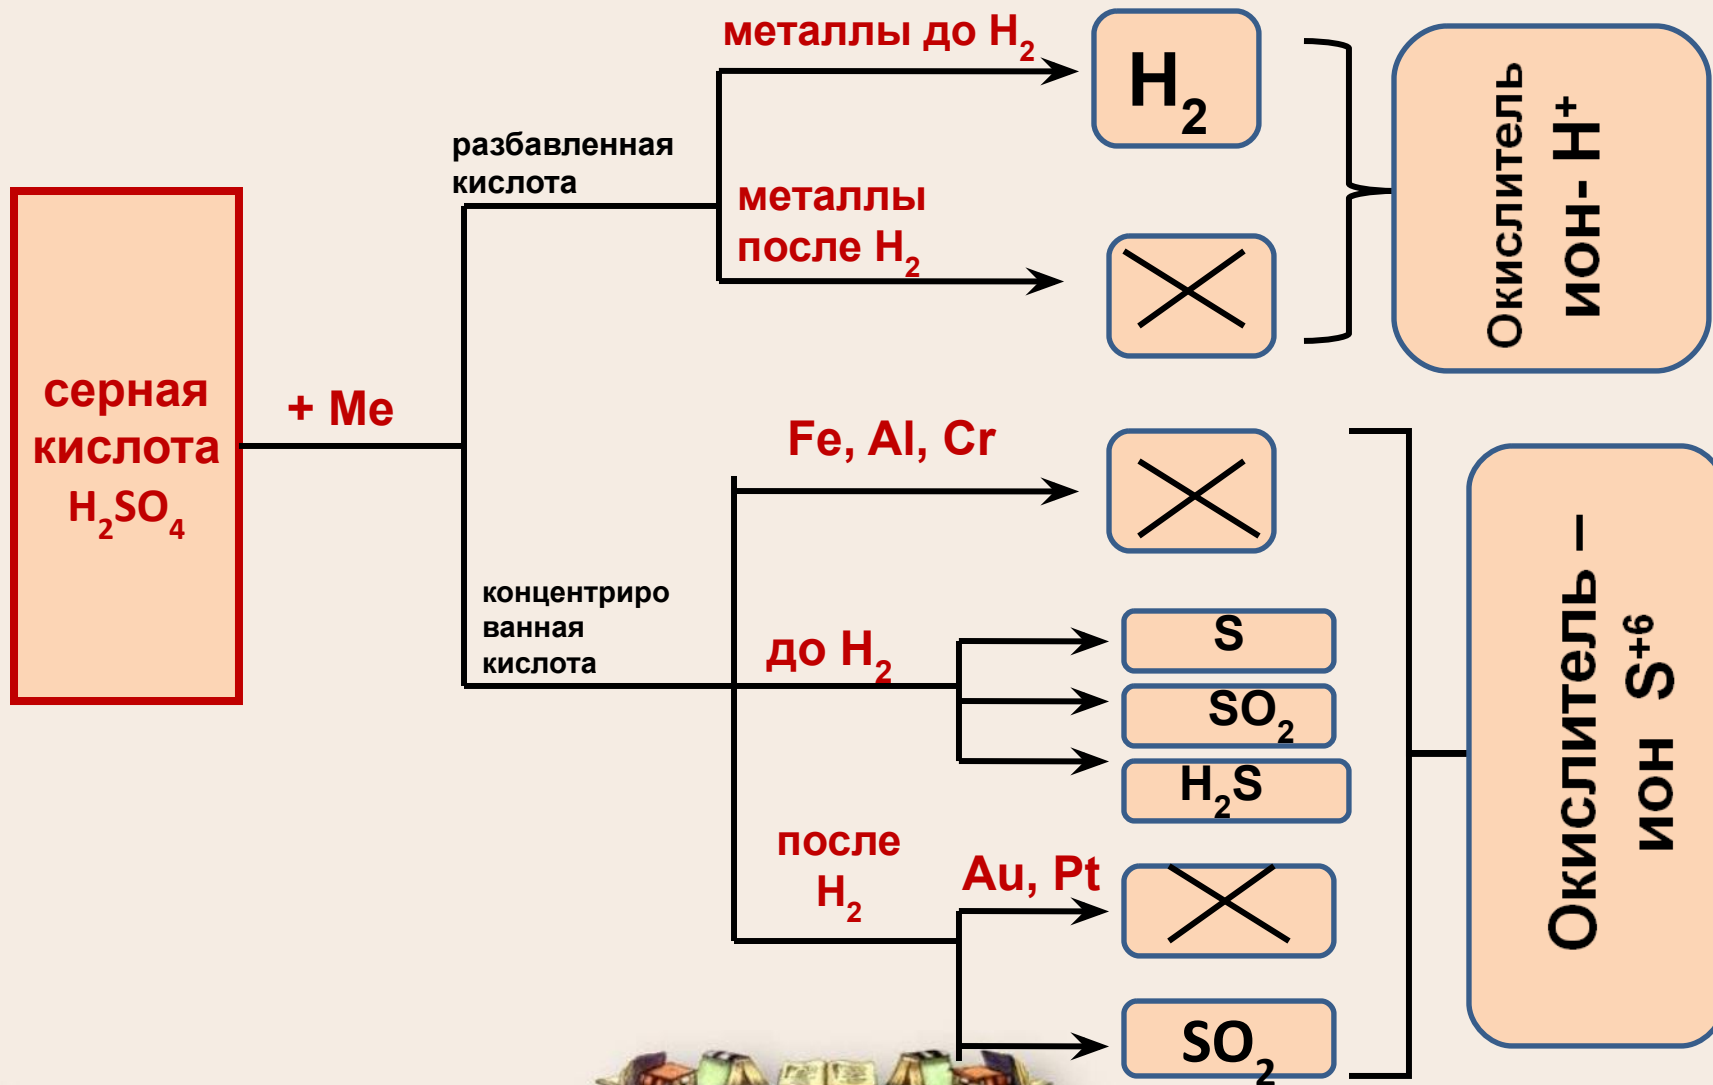 серная
кислота
H₂SO₄
+ Me
разбавленная
кислота
металлы до H₂
H₂
металлы
после H₂
Окислитель
ион- H⁺
концентриро
ванная
кислота
Fe, Al, Cr
до H₂
S
SO₂
H₂S
после
H₂
Au, Pt
SO₂
Окислитель –
ион S⁺⁶